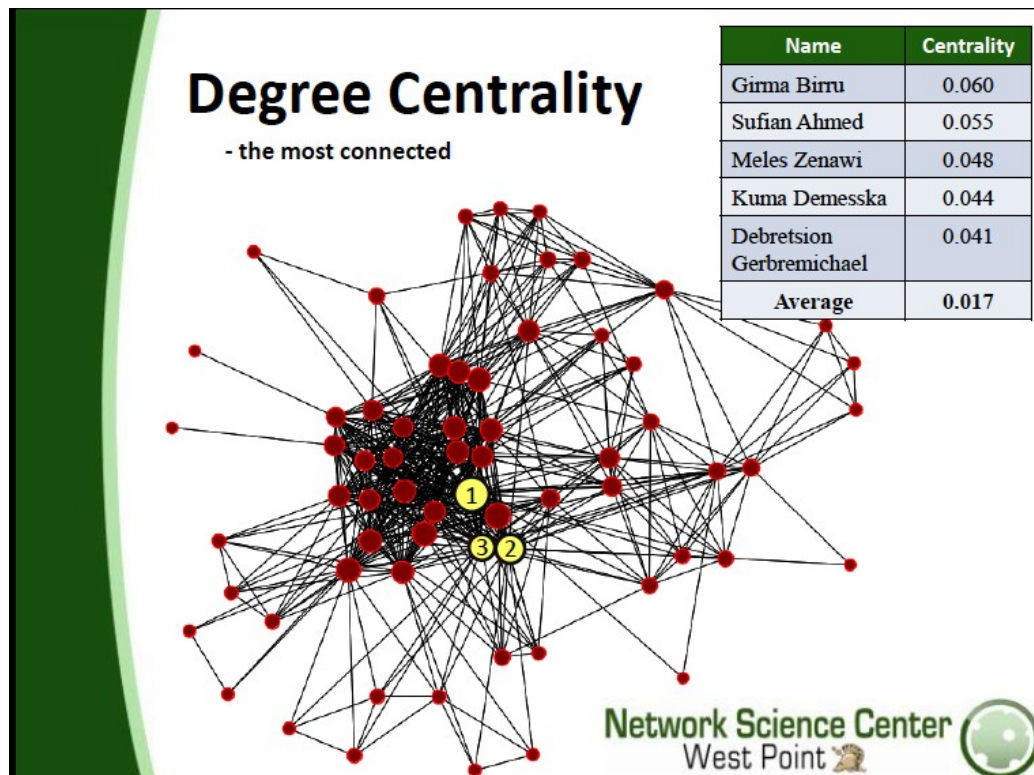 Degree Centrality
- the most connected
Name Centrality
Girma Birru 0.060
Sufian Ahmed 0.055
Meles Zenawi 0.048
Kuma Demesska 0.044
Debretsion 0.041
Gerbremichael
Average 0.017
1
3 2
Network Science Center
West Point